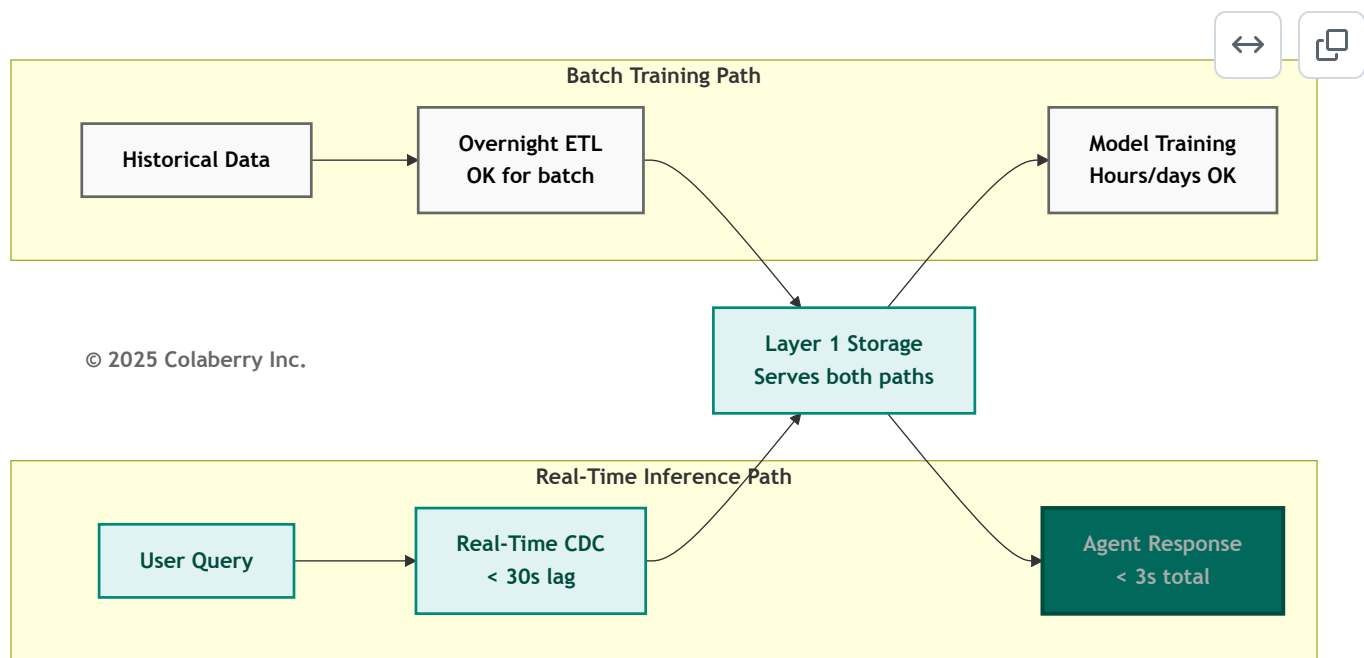 Batch Training Path
Historical Data
Overnight ETL
OK for batch
Model Training
Hours/days OK
Layer 1 Storage
Serves both paths
© 2025 Colaberry Inc.
Real-Time Inference Path
User Query
Real-Time CDC
< 30s lag
Agent Response
< 3s total